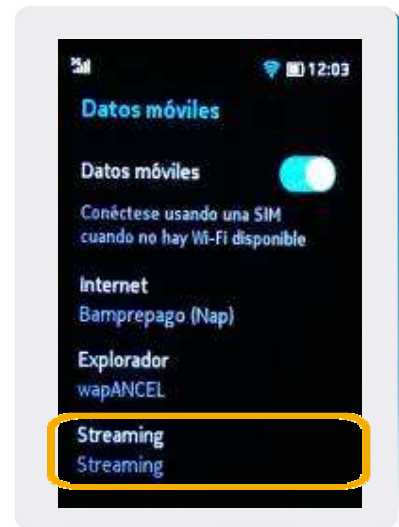 12:03
Datos móviles
Datos móviles
Conéctese usando una SIM
cuando no hay Wi-Fi disponible
Internet
Bamprepago (Nap)
Explorador
wapANCEL
Streaming
Streaming